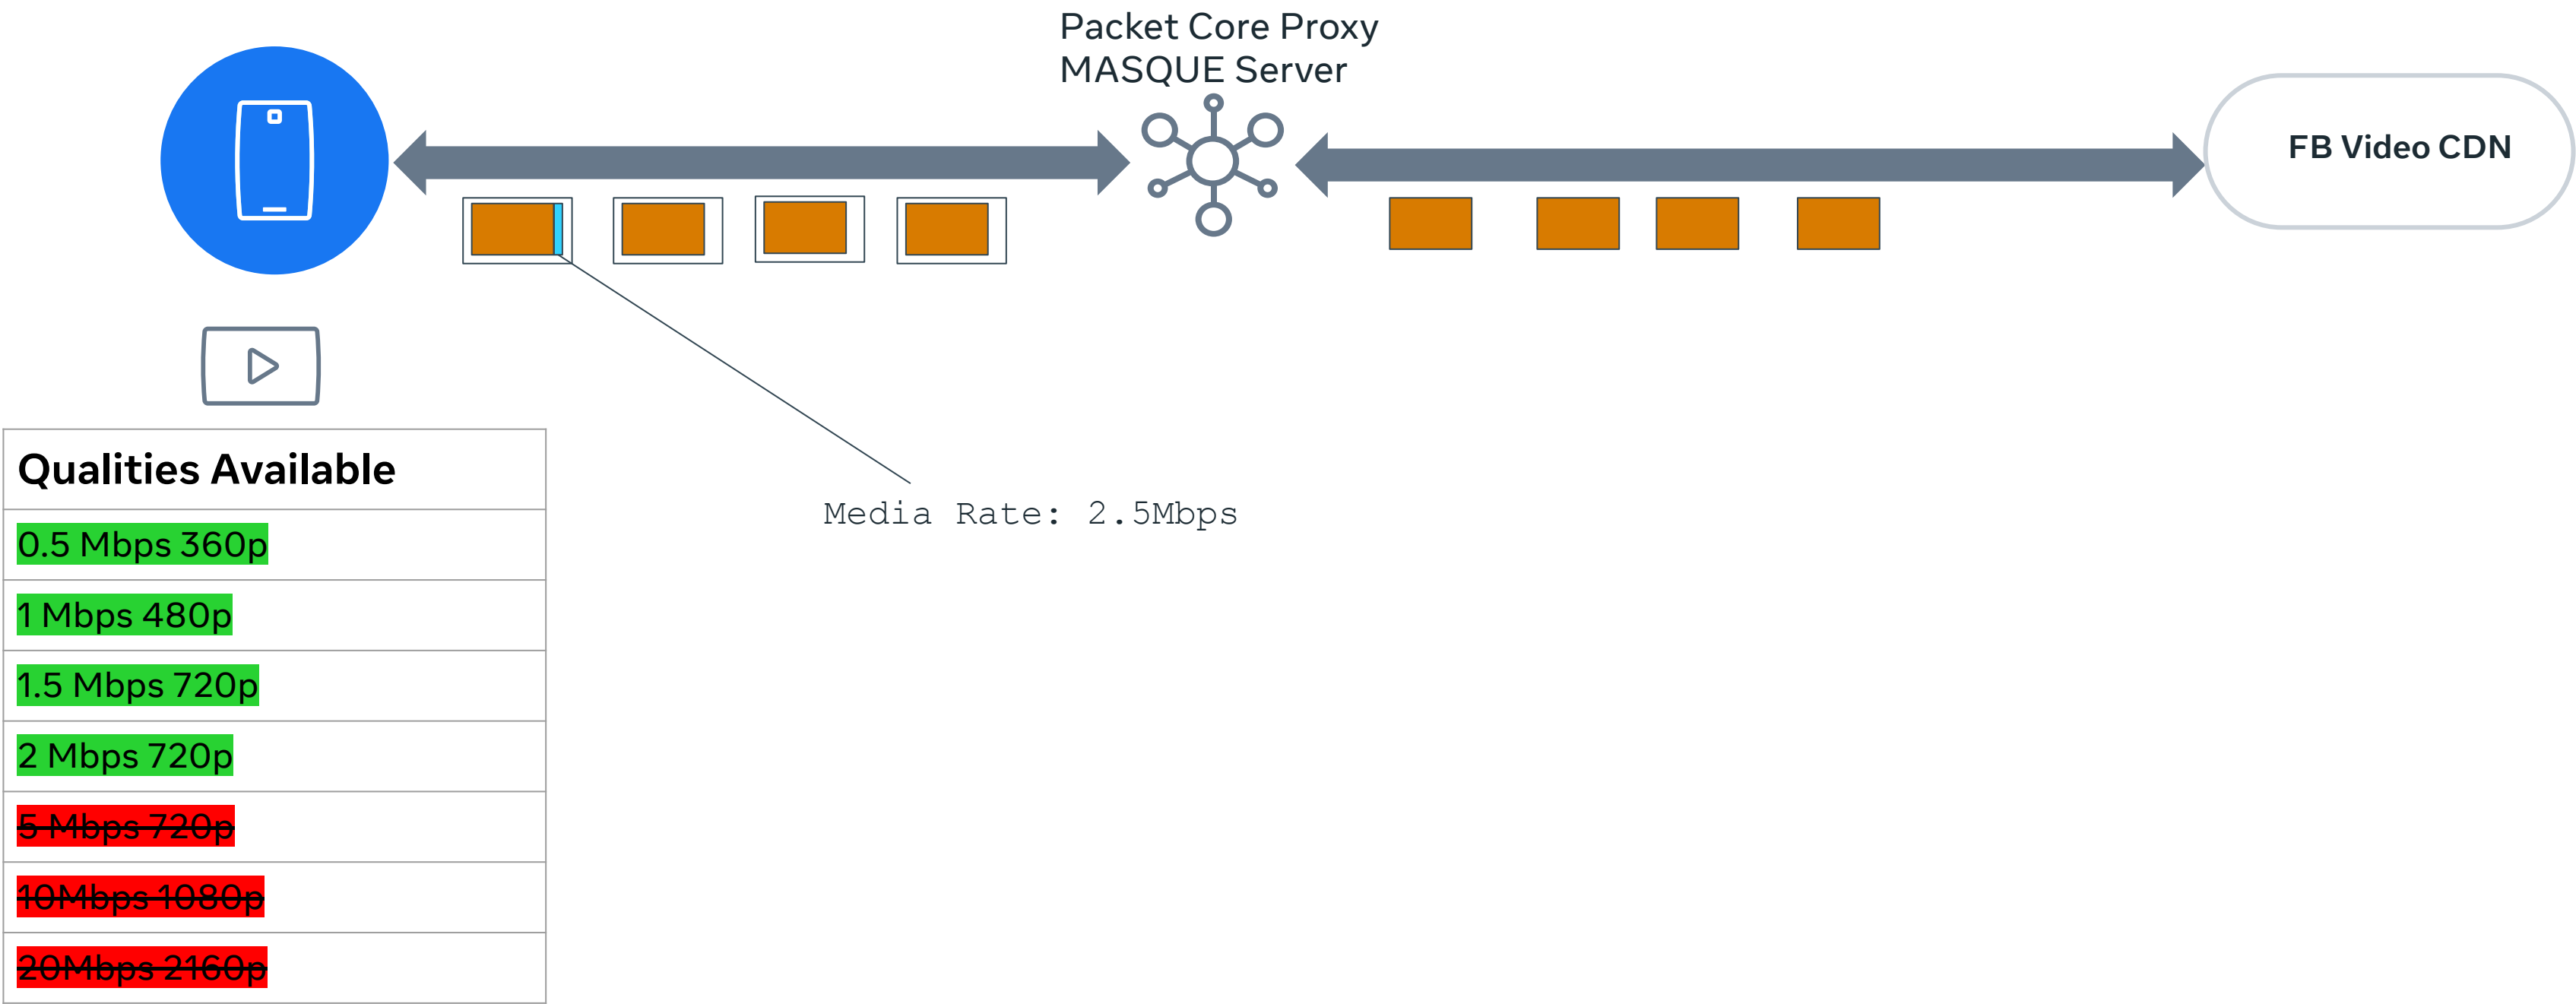 Packet Core Proxy
MASQUE Server
FB Video CDN
Media Rate: 2.5Mbps
Qualities Available
0.5 Mbps 360p
1 Mbps 480p
1.5 Mbps 720p
2 Mbps 720p
5 Mbps 720p
10Mbps 1080p
20Mbps 2160p